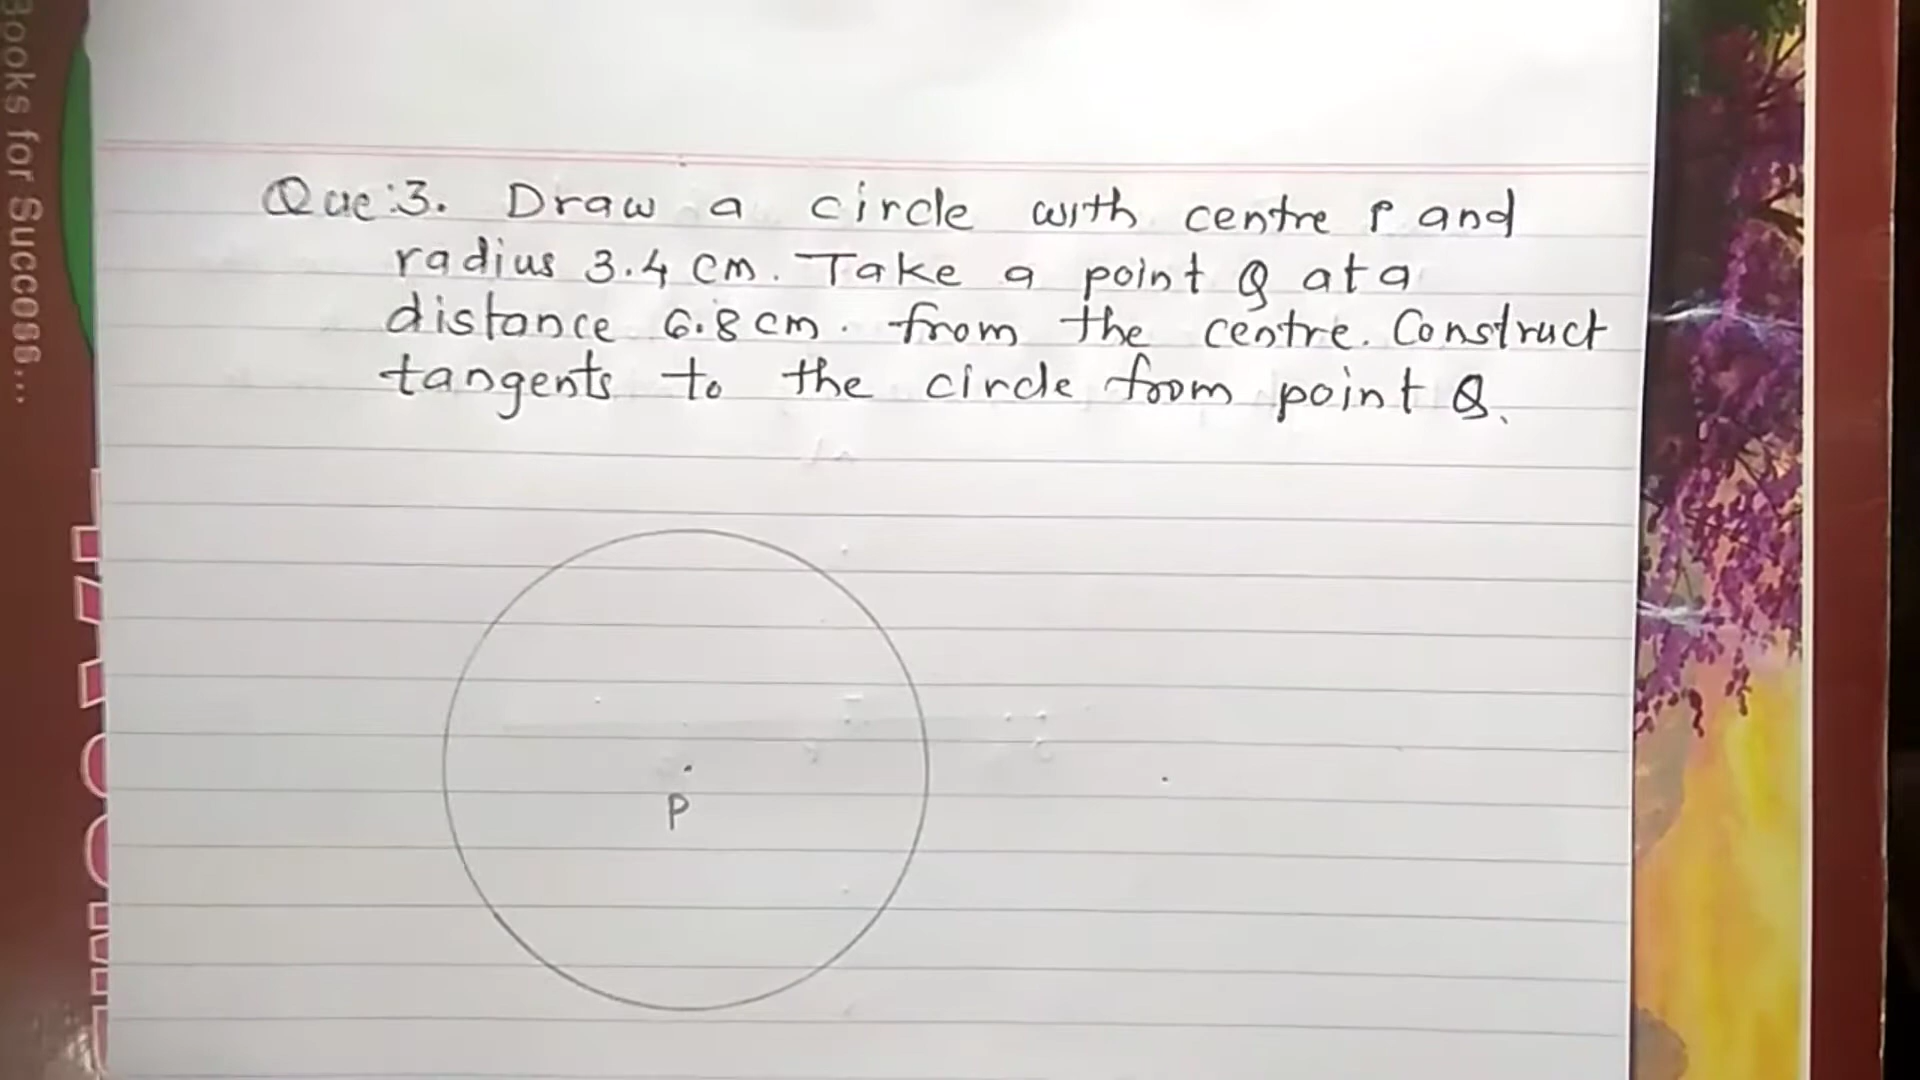 Que:3. Draw a circle with centre P and
radius 3.4 cm. Take a point Q at a
distance 6.8 cm. from the centre. Construct
tangents to the circle from point Q.
P
Books for Success...